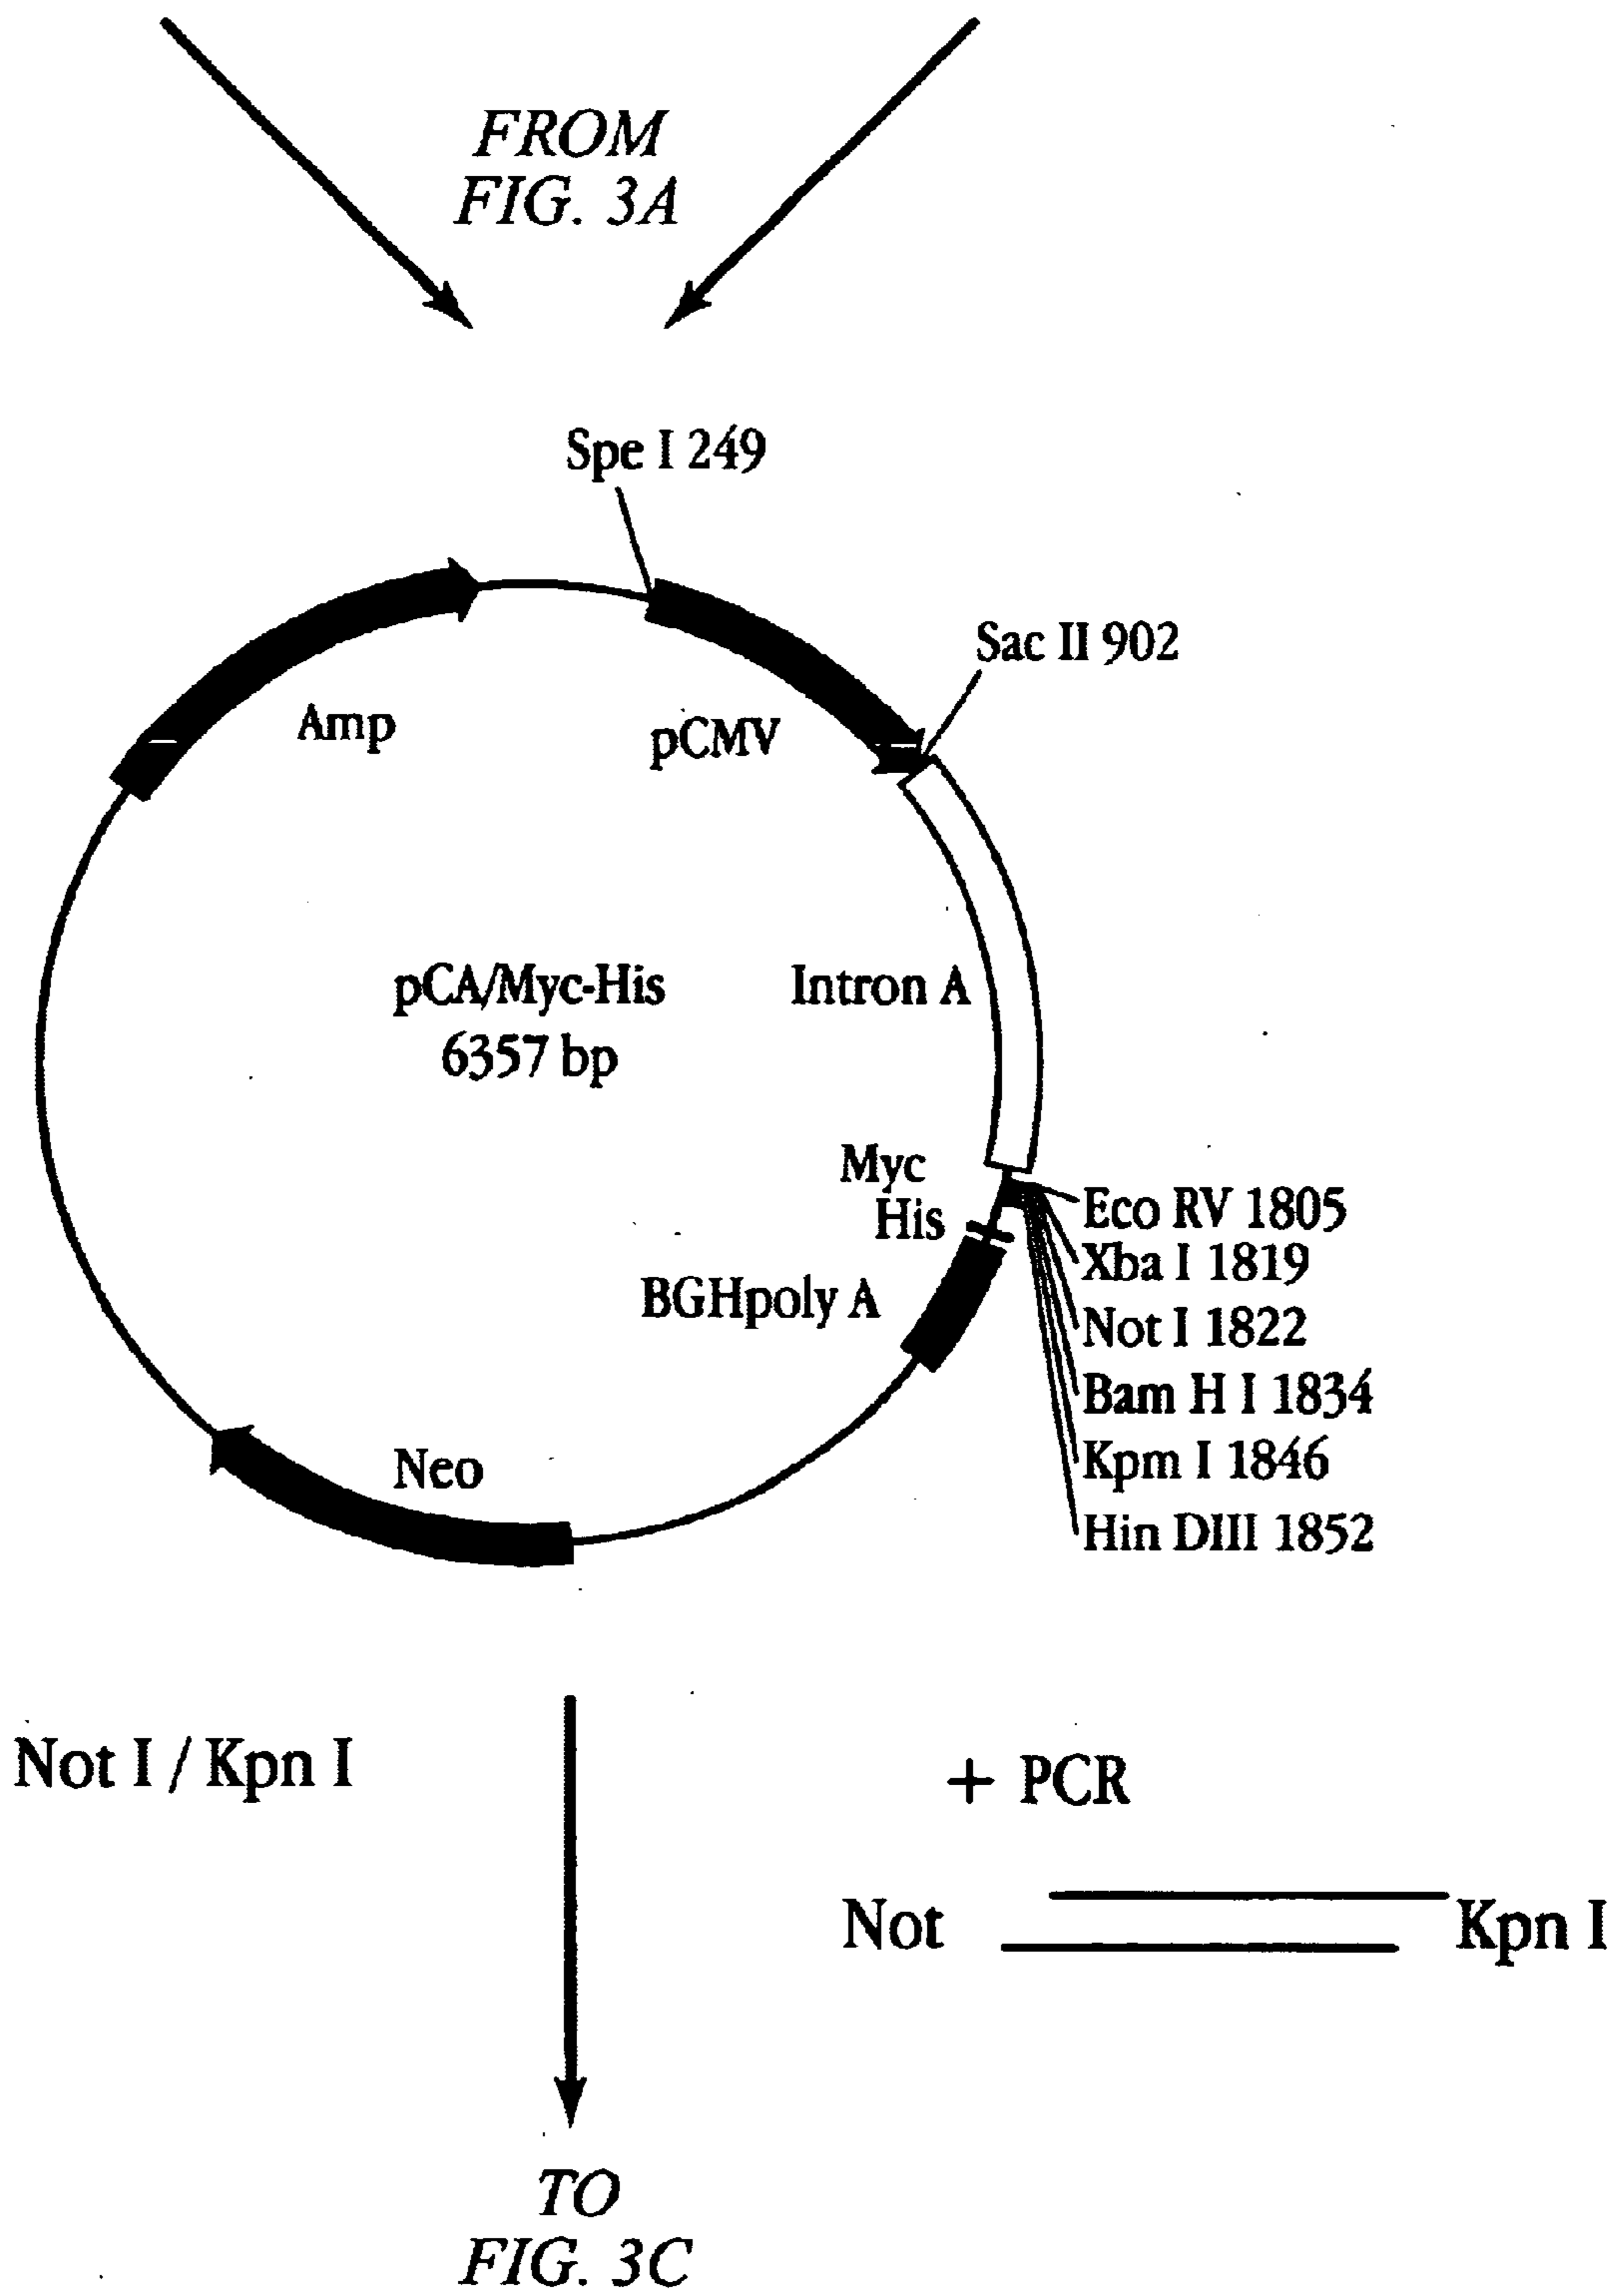 FROM
FIG. 3A
Spe I 249
Sac II 902
Amp
pCMV
pCA/Myc-His
6357 bp
Intron A
Myc
His
BGHpoly A
Eco RV 1805
Xba I 1819
Not I 1822
Bam H I 1834
Kpm I 1846
Hin DIII 1852
Neo
Not I / Kpn I
+ PCR
Not
Kpn I
TO
FIG. 3C